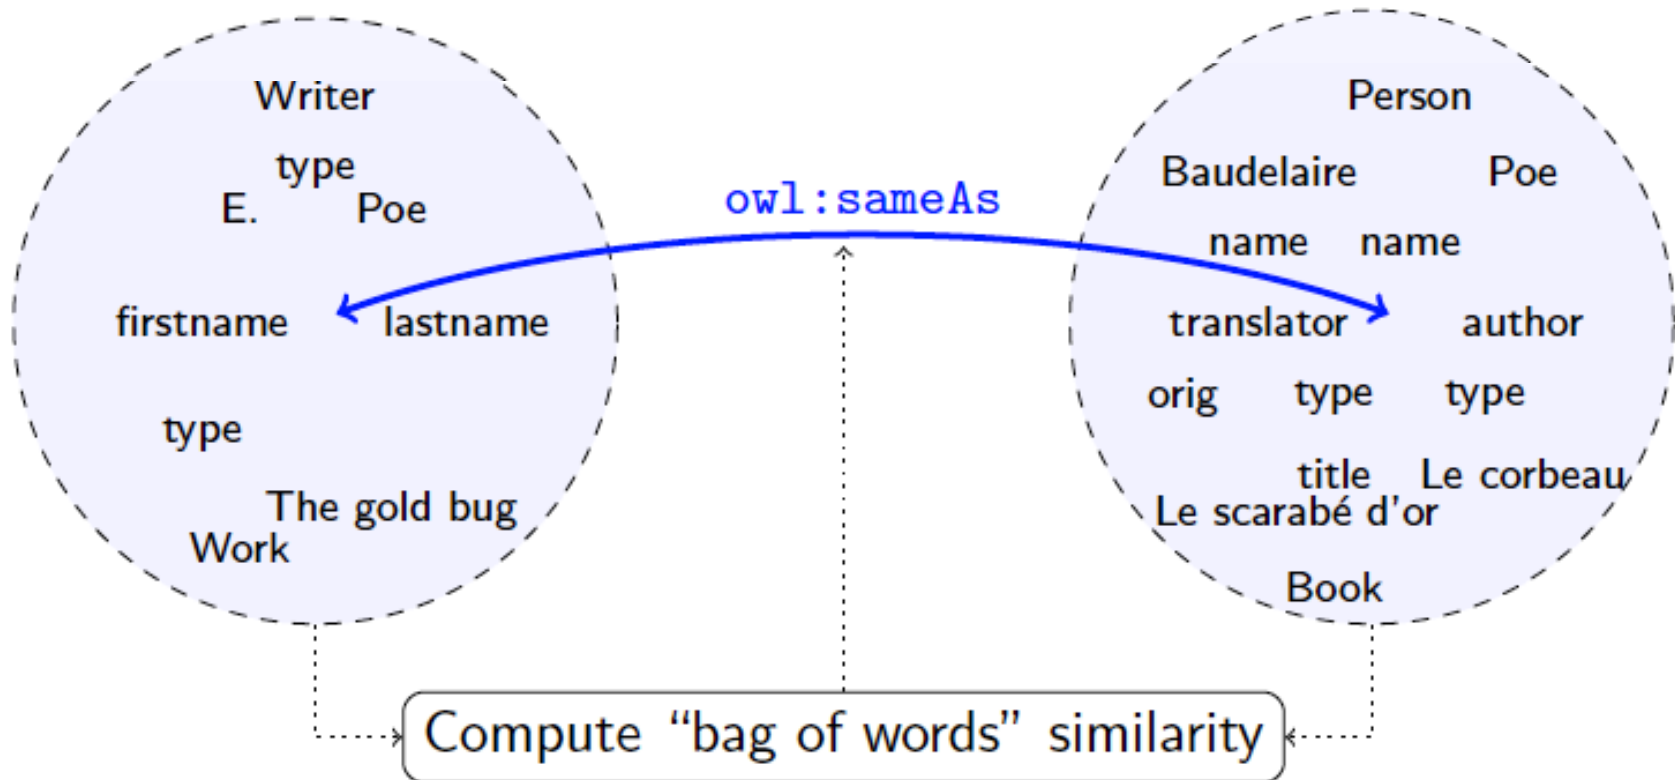 Writer
type
E. Poe
firstname lastname
type
The gold bug
Work
owl:sameAs
Person
Baudelaire Poe
name name
translator author
orig type type
title Le corbeau
Le scarabé d'or
Book
Compute “bag of words” similarity